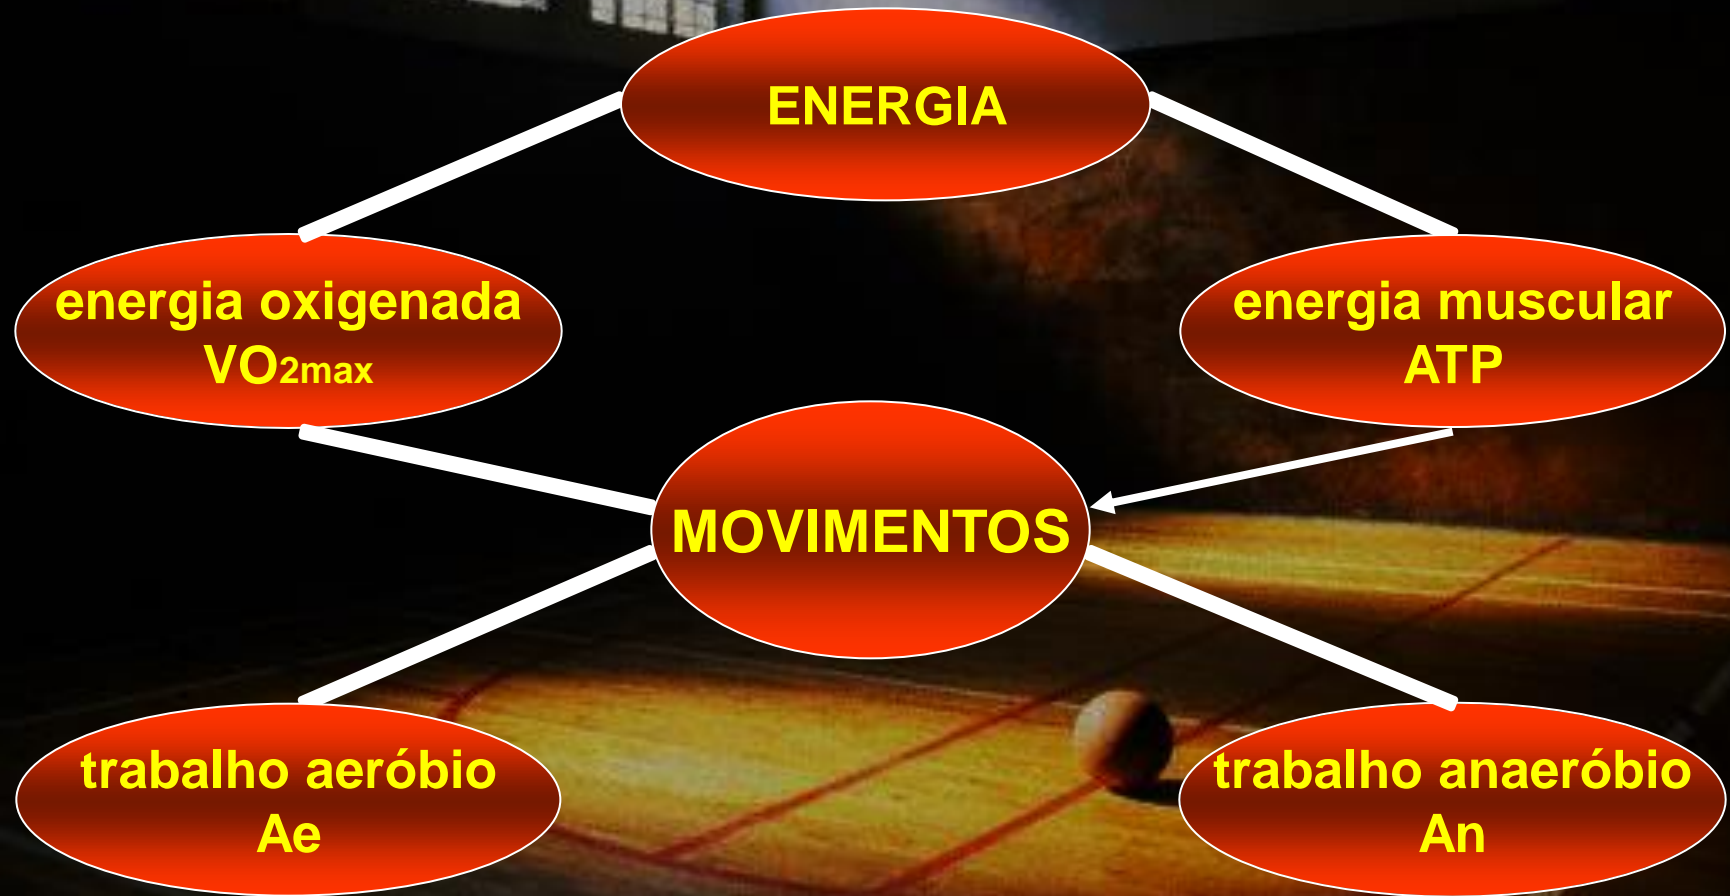 ENERGIA
energia oxigenada
VO2max
energia muscular
ATP
MOVIMENTOS
trabalho aeróbio
Ae
trabalho anaeróbio
An